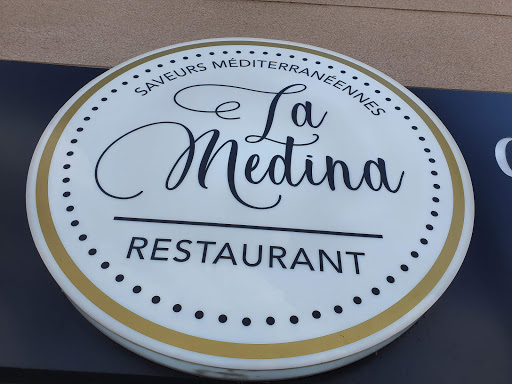 SAVEURS MÉDITERRANÉENNES
La
Medina
RESTAURANT